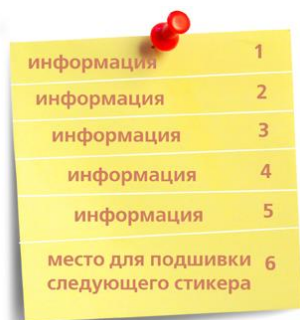 информация 1
информация 2
информация 3
информация 4
информация 5
место для подшивки 6
следующего стикера